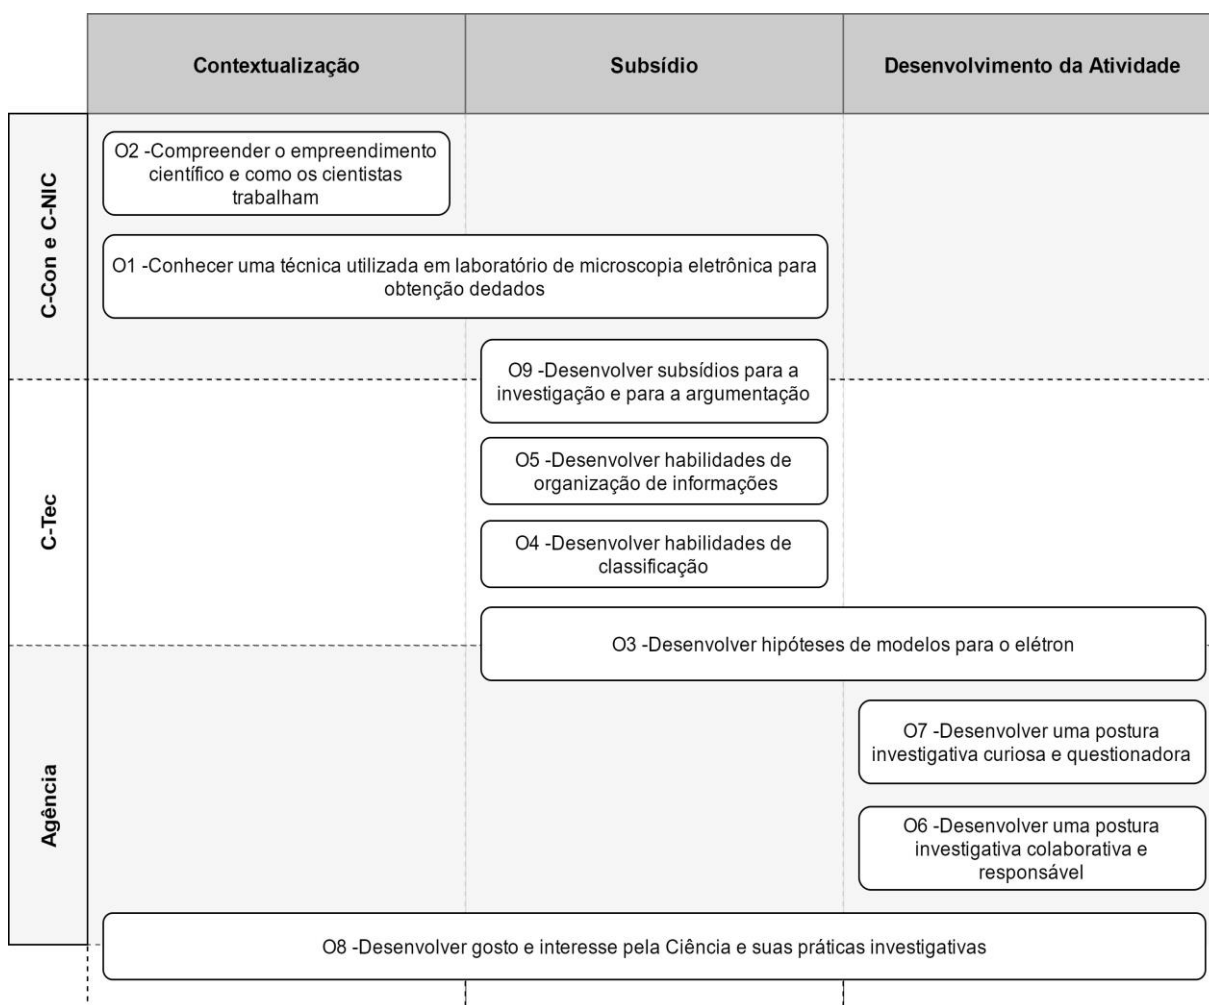 Contextualização
Subsídio
Desenvolvimento da Atividade
C-Con e C-NIC
O2 -Compreender o empreendimento
científico e como os cientistas
trabalham
O1 -Conhecer uma técnica utilizada em laboratório de microscopia eletrônica para
obtenção dedados
O9 -Desenvolver subsídios para a
investigação e para a argumentação
C-Tec
O5 -Desenvolver habilidades de
organização de informações
O4 -Desenvolver habilidades de
classificação
O3 -Desenvolver hipóteses de modelos para o elétron
Agência
O7 -Desenvolver uma postura
investigativa curiosa e questionadora
O6 -Desenvolver uma postura
investigativa colaborativa e
responsável
O8 -Desenvolver gosto e interesse pela Ciência e suas práticas investigativas